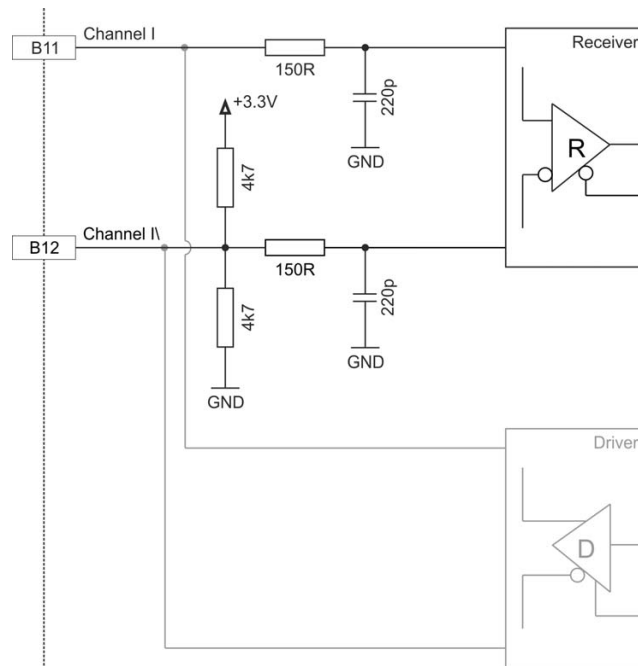 B11
Channel I
150R
220p
GND
Receiver
+3.3V
4k7
R
B12
Channel I\
150R
220p
GND
4k7
GND
Driver
D